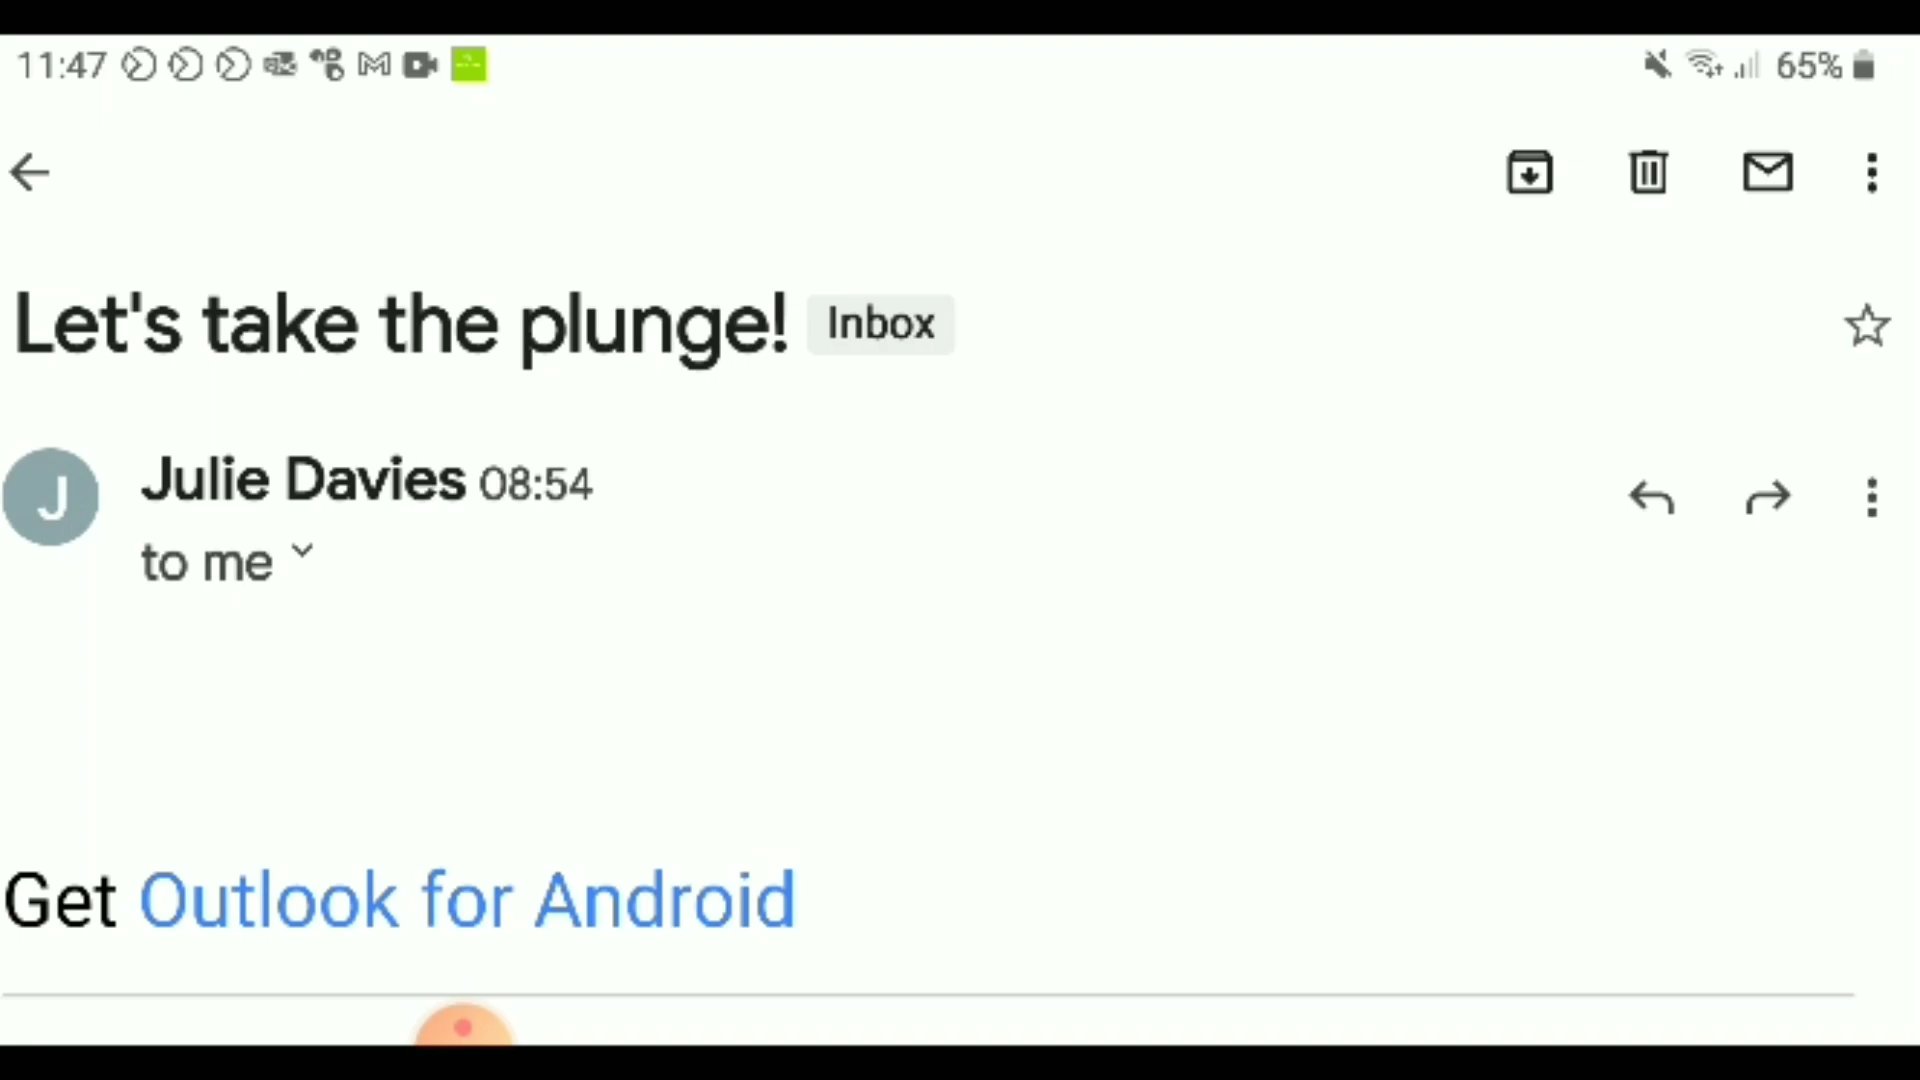 11:47 65%
Let's take the plunge! Inbox
J Julie Davies 08:54
to me
Get Outlook for Android